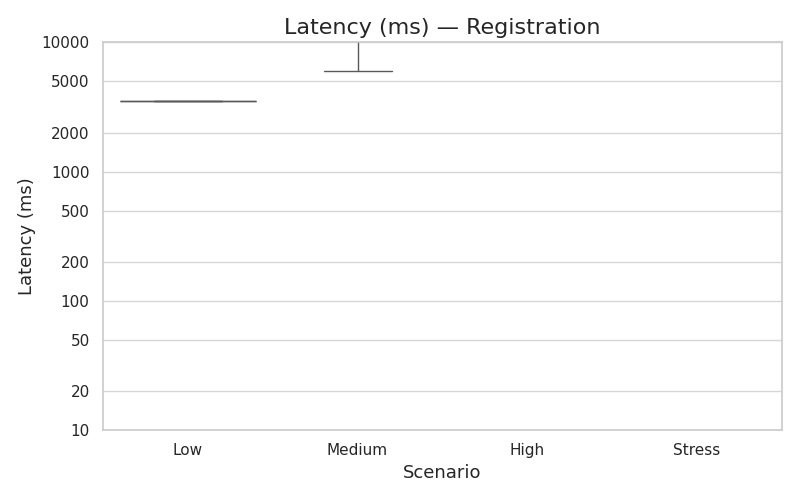 Latency (ms) — Registration
10000
5000
2000
1000
500
200
100
50
20
10
Latency (ms)
Low Medium High Stress
Scenario